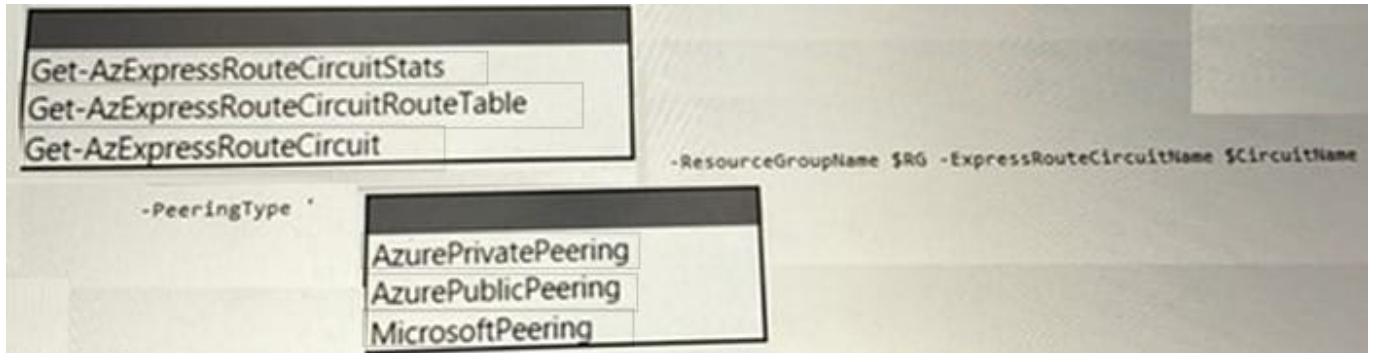 Get-AzExpressRouteCircuitStats
Get-AzExpressRouteCircuitRouteTable
Get-AzExpressRouteCircuit
-ResourceGroupName $RG -ExpressRouteCircuitName $CircuitName
-PeeringType '
AzurePrivatePeering
AzurePublicPeering
MicrosoftPeering